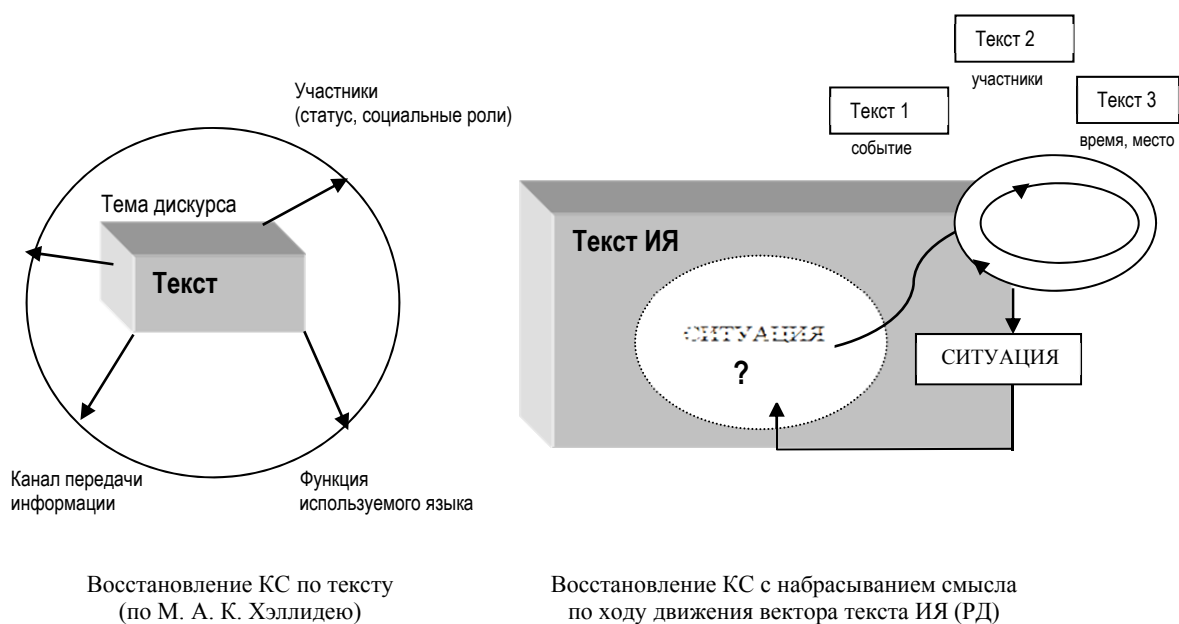 Участники
(статус, социальные роли)
Тема дискурса
Текст
Канал передачи
информации
Функция
используемого языка
Восстановление КС по тексту
(по М. А. К. Хэллидею)
Текст 2
участники
Текст 1
событие
Текст 3
время, место
Текст ИЯ
СИТУАЦИЯ
?
СИТУАЦИЯ
Восстановление КС с набрасыванием смысла
по ходу движения вектора текста ИЯ (РД)